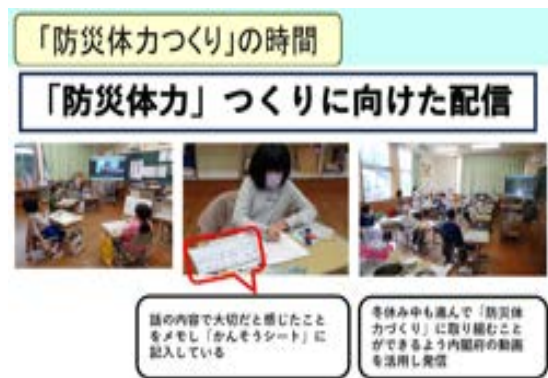 「防災体力つくり」の時間
「防災体力」つくりに向けた配信
話の内容で大切だと感じたこと
をメモし「かんそうシート」に
記入している
冬休み中も進んで「防災体
力づくり」に取り組むこと
ができるよう内閣府の動画
を活用し発信